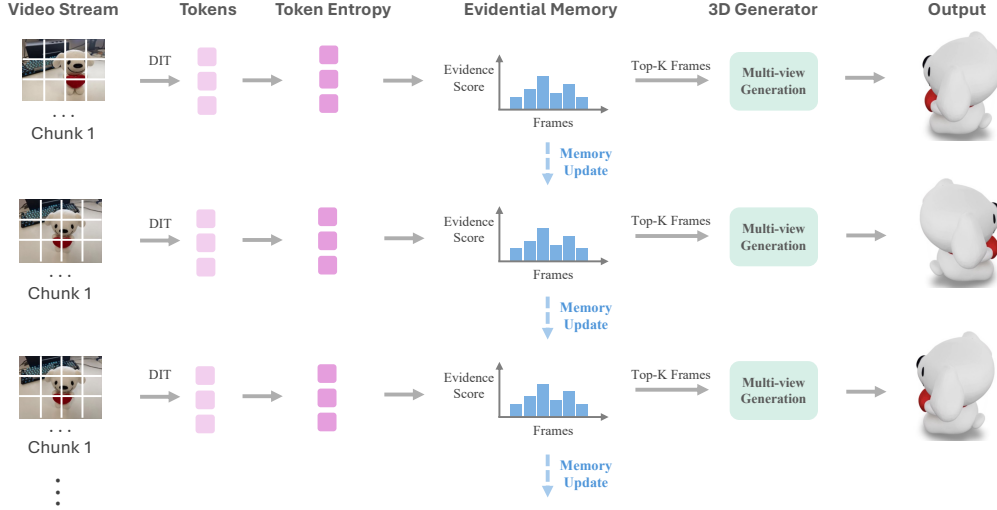 Video Stream
Tokens
Token Entropy
Evidential Memory
3D Generator
Output
DIT
Evidence
Score
Frames
Top-K Frames
Multi-view
Generation
. . .
Chunk 1
Memory
Update
DIT
Evidence
Score
Frames
Top-K Frames
Multi-view
Generation
. . .
Chunk 1
Memory
Update
DIT
Evidence
Score
Frames
Top-K Frames
Multi-view
Generation
. . .
Chunk 1
Memory
Update